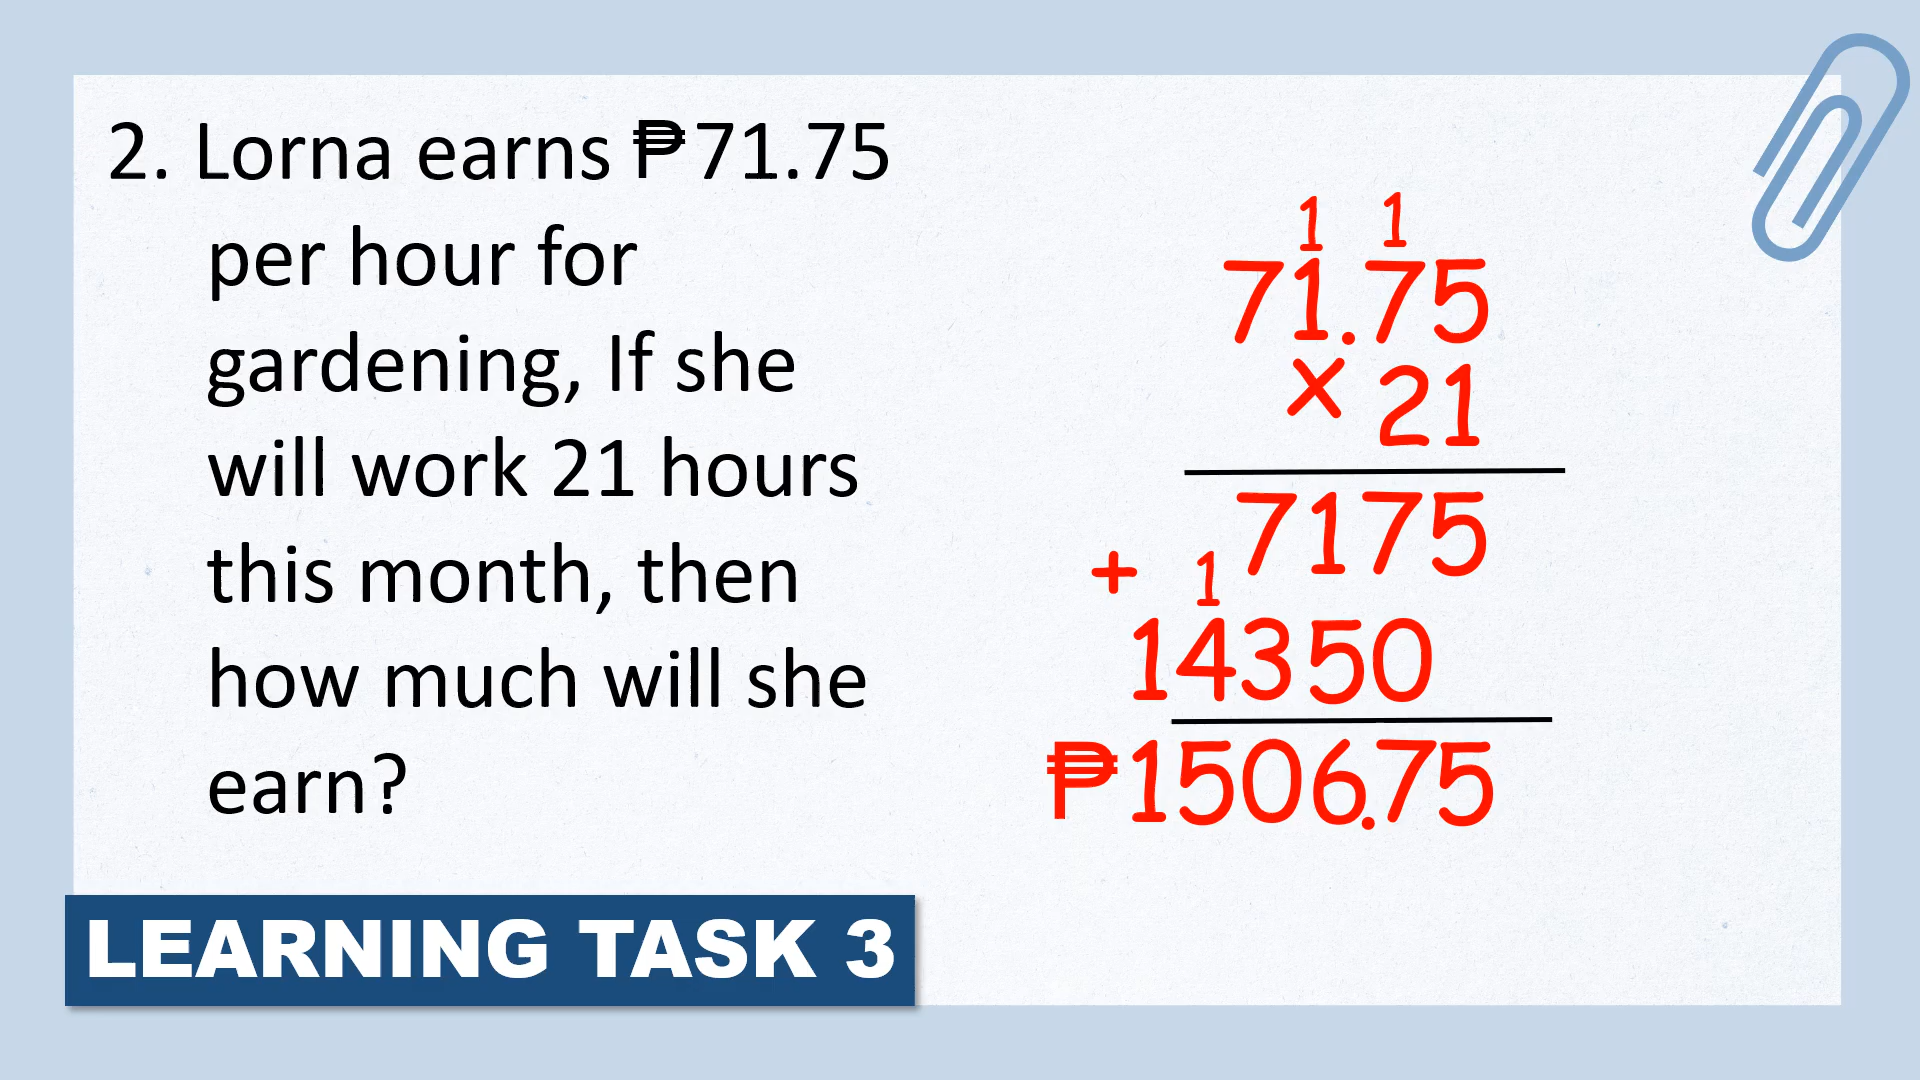 2. Lorna earns ₱71.75
per hour for
gardening, If she
will work 21 hours
this month, then
how much will she
earn?
1 1
71.75
× 21
7175
+ 1
14350
₱1506.75
LEARNING TASK 3